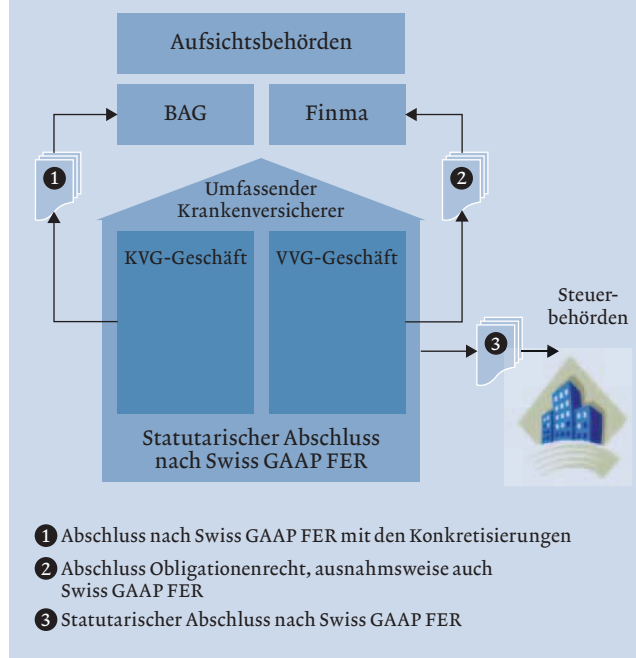 Aufsichtsbehörden
BAG
Finma
1
2
Umfassender
Krankenversicherer
KVG-Geschäft
VVG-Geschäft
Steuer-
behörden
3
Statutarischer Abschluss
nach Swiss GAAP FER
1 Abschluss nach Swiss GAAP FER mit den Konkretisierungen
2 Abschluss Obligationenrecht, ausnahmsweise auch
Swiss GAAP FER
3 Statutarischer Abschluss nach Swiss GAAP FER